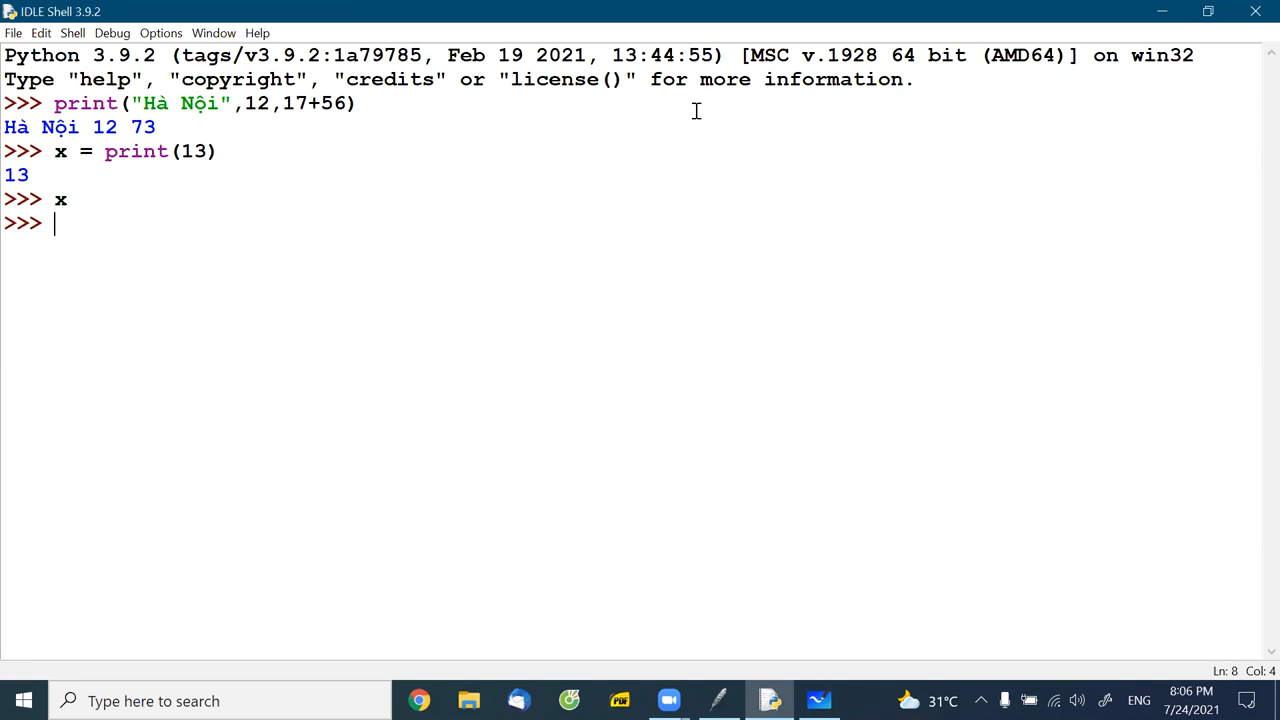 IDLE Shell 3.9.2
File Edit Shell Debug Options Window Help
Python 3.9.2 (tags/v3.9.2:1a79785, Feb 19 2021, 13:44:55) [MSC v.1928 64 bit (AMD64)] on win32
Type "help", "copyright", "credits" or "license()" for more information.
>>> print("Hà Nội",12,17+56)
Hà Nội 12 73
>>> x = print(13)
13
>>> x
>>>
Ln: 8 Col: 4
Type here to search
PDF
31°C
ENG
8:06 PM
7/24/2021